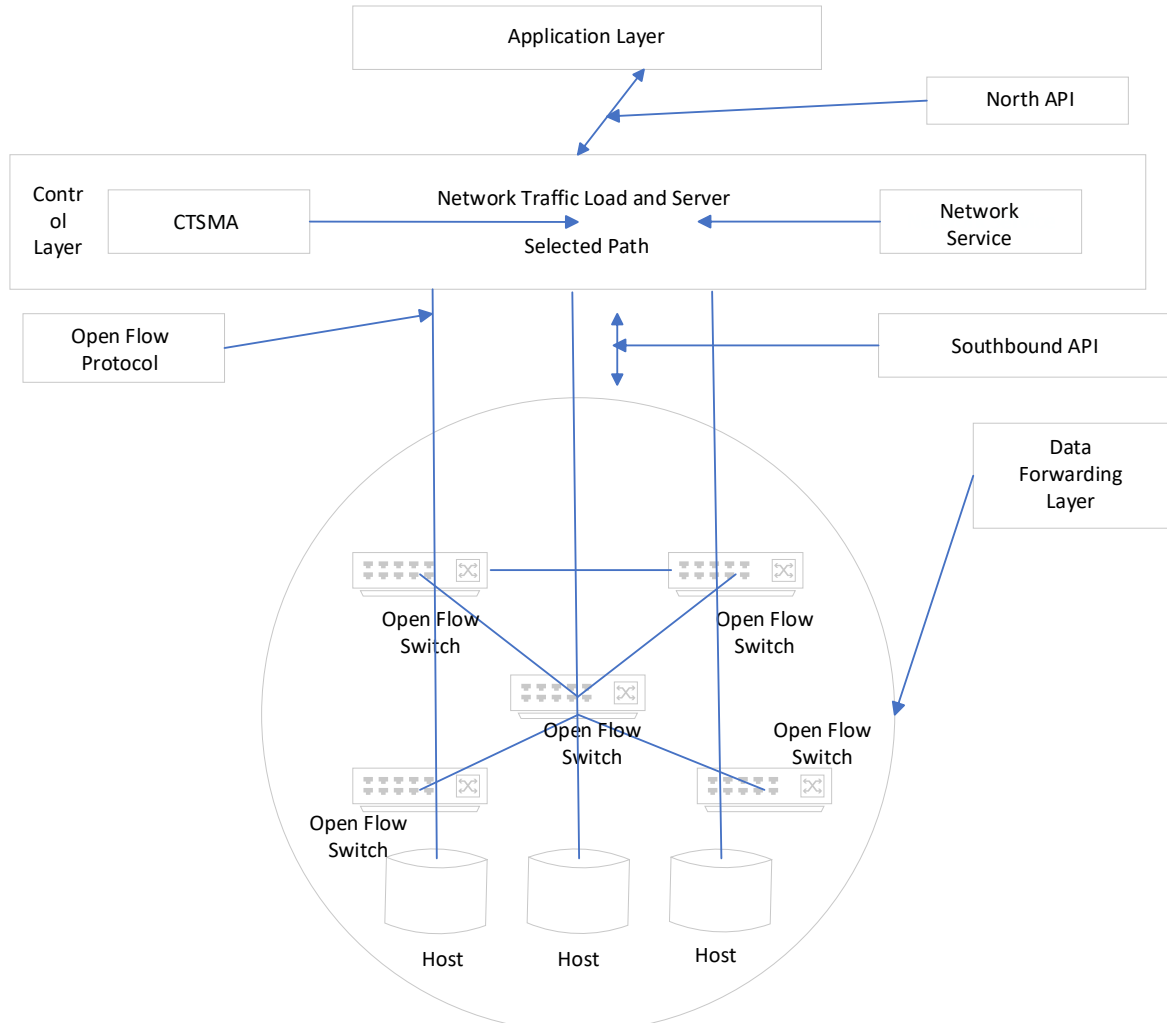 Application Layer
North API
Contr
ol
Layer
CTSMA
Network Traffic Load and Server
Selected Path
Network
Service
Open Flow
Protocol
Southbound API
Data
Forwarding
Layer
Open Flow
Switch
Open Flow
Switch
Open Flow
Switch
Open Flow
Switch
Open Flow
Switch
Host
Host
Host